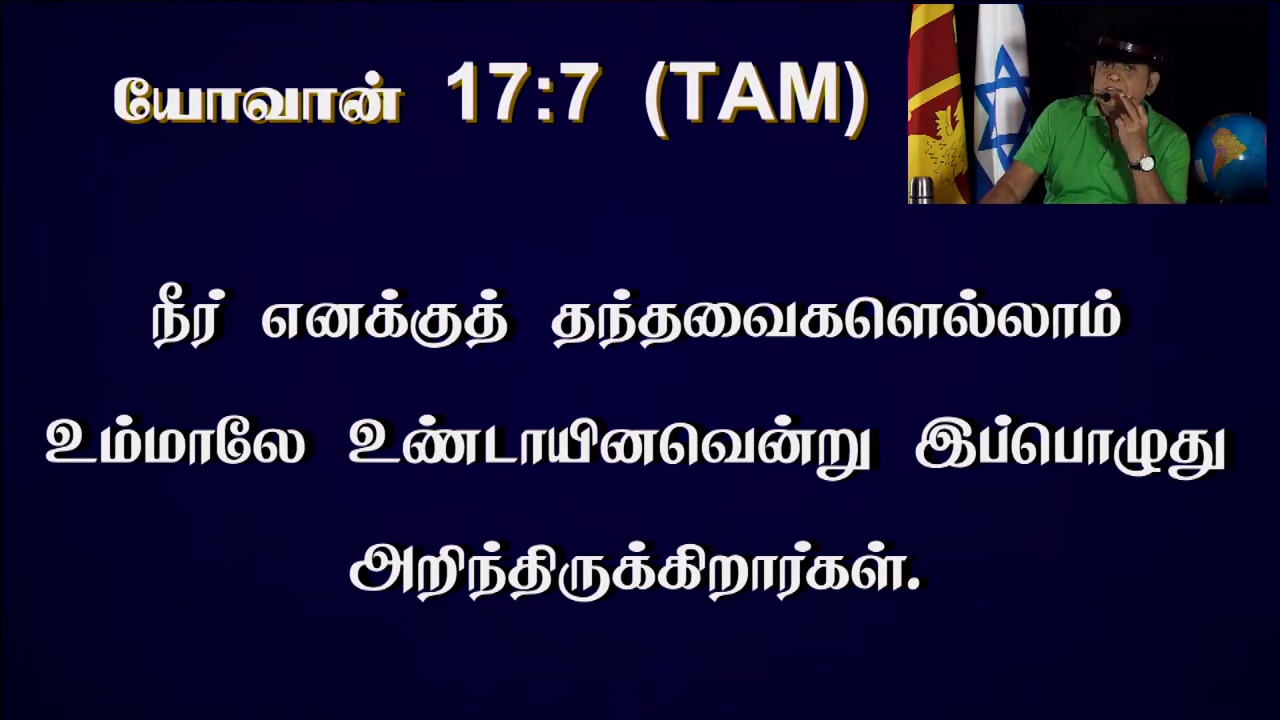 யோவான் 17:7 (TAM)
நீர் எனக்குத் தந்தவைகளெல்லாம்
உம்மாலே உண்டாயினவென்று இப்பொழுது
அறிந்திருக்கிறார்கள்.